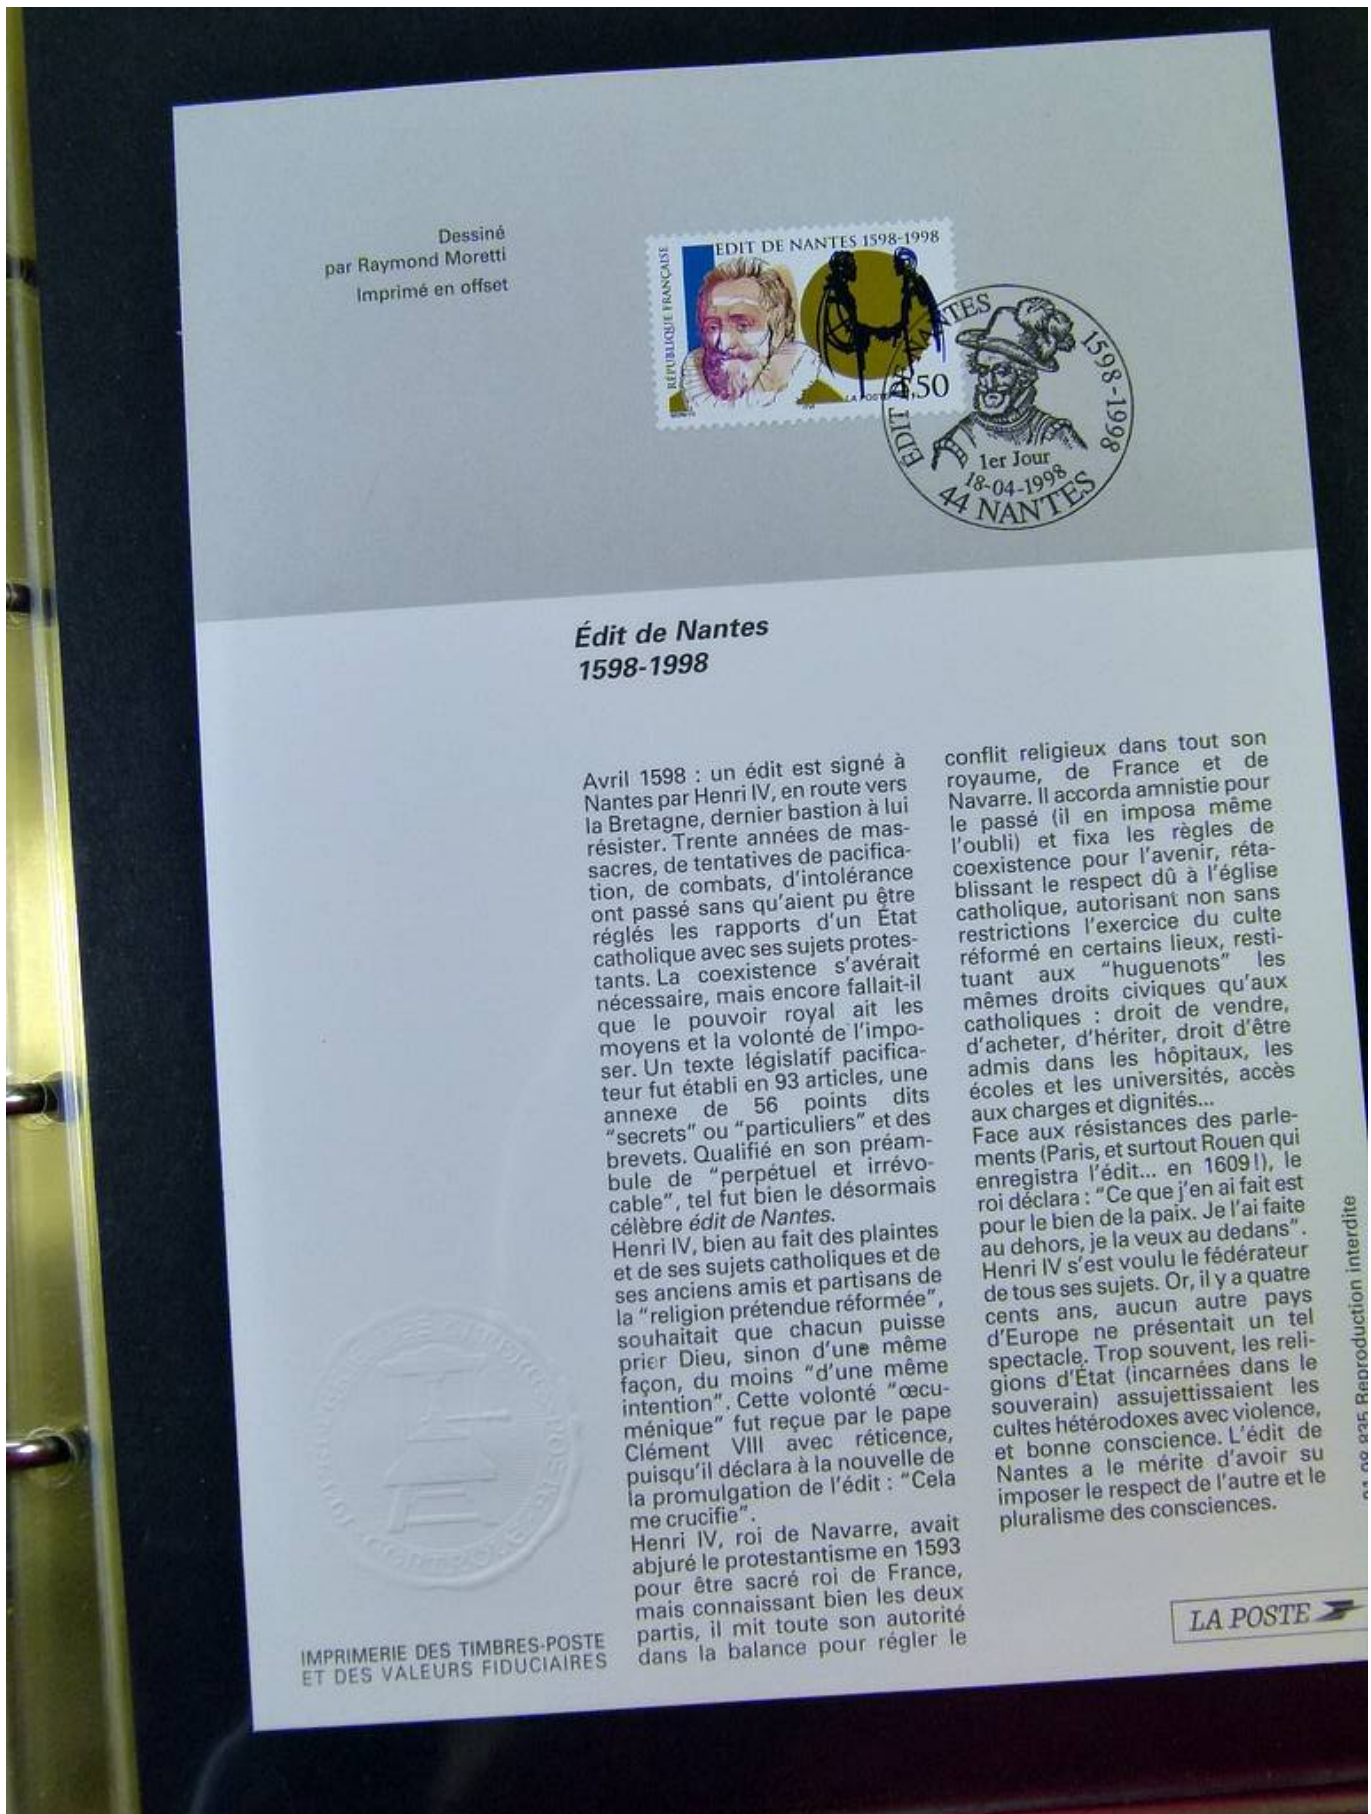 Dessiné
par Raymond Moretti
Imprimé en offset
EDIT DE NANTES 1598-1998
RÉPUBLIQUE FRANÇAISE
LA POSTE
,50
ÉDIT DE NANTES 1598-1998
1er Jour
18-04-1998
44 NANTES
Édit de Nantes
1598-1998
Avril 1598 : un édit est signé à
Nantes par Henri IV, en route vers
la Bretagne, dernier bastion à lui
résister. Trente années de mas-
sacres, de tentatives de pacifica-
tion, de combats, d'intolérance
ont passé sans qu'aient pu être
réglés les rapports d'un État
catholique avec ses sujets protes-
tants. La coexistence s'avérait
nécessaire, mais encore fallait-il
que le pouvoir royal ait les
moyens et la volonté de l'impo-
ser. Un texte législatif pacifica-
teur fut établi en 93 articles, une
annexe de 56 points dits
"secrets" ou "particuliers" et des
brevets. Qualifié en son préam-
bule de "perpétuel et irrévo-
cable", tel fut bien le désormais
célèbre édit de Nantes.
Henri IV, bien au fait des plaintes
et de ses sujets catholiques et de
ses anciens amis et partisans de
la "religion prétendue réformée",
souhaitait que chacun puisse
prier Dieu, sinon d'une même
façon, du moins "d'une même
intention". Cette volonté "œcu-
ménique" fut reçue par le pape
Clément VIII avec réticence,
puisqu'il déclara à la nouvelle de
la promulgation de l'édit : "Cela
me crucifie".
Henri IV, roi de Navarre, avait
abjuré le protestantisme en 1593
pour être sacré roi de France,
mais connaissant bien les deux
partis, il mit toute son autorité
dans la balance pour régler le
conflit religieux dans tout son
royaume, de France et de
Navarre. Il accorda amnistie pour
le passé (il en imposa même
l'oubli) et fixa les règles de
coexistence pour l'avenir, réta-
blissant le respect dû à l'église
catholique, autorisant non sans
restrictions l'exercice du culte
réformé en certains lieux, resti-
tuant aux "huguenots" les
mêmes droits civiques qu'aux
catholiques : droit de vendre,
d'acheter, d'hériter, droit d'être
admis dans les hôpitaux, les
écoles et les universités, accès
aux charges et dignités...
Face aux résistances des parle-
ments (Paris, et surtout Rouen qui
enregistra l'édit... en 1609!), le
roi déclara : "Ce que j'en ai fait est
pour le bien de la paix. Je l'ai faite
au dehors, je la veux au dedans".
Henri IV s'est voulu le fédérateur
de tous ses sujets. Or, il y a quatre
cents ans, aucun autre pays
d'Europe ne présentait un tel
spectacle. Trop souvent, les reli-
gions d'État (incarnées dans le
souverain) assujettissaient les
cultes hétérodoxes avec violence,
et bonne conscience. L'édit de
Nantes a le mérite d'avoir su
imposer le respect de l'autre et le
pluralisme des consciences.
Reproduction interdite
IMPRIMERIE DES TIMBRES-POSTE
ET DES VALEURS FIDUCIAIRES
LA POSTE